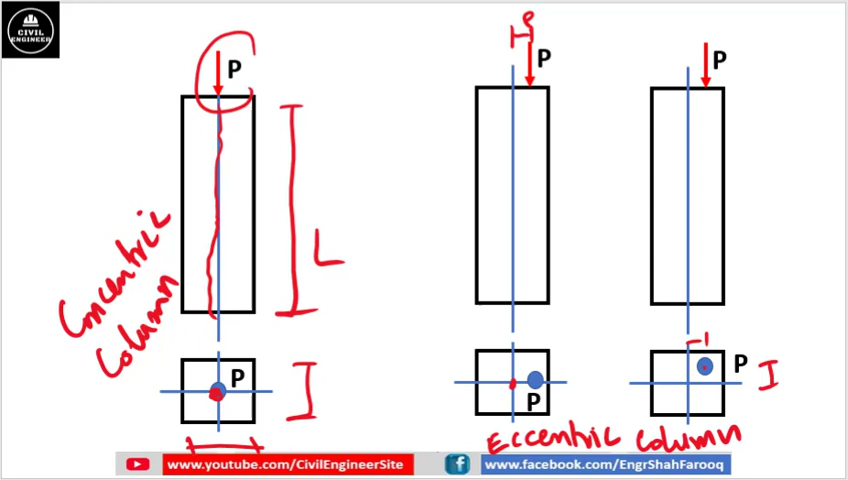 CIVIL
ENGINEER
P
e
P
P
Concentric
Column
L
P
P
P
Eccentric Column
www.youtube.com/CivilEngineerSite
www.facebook.com/EngrShahFarooq